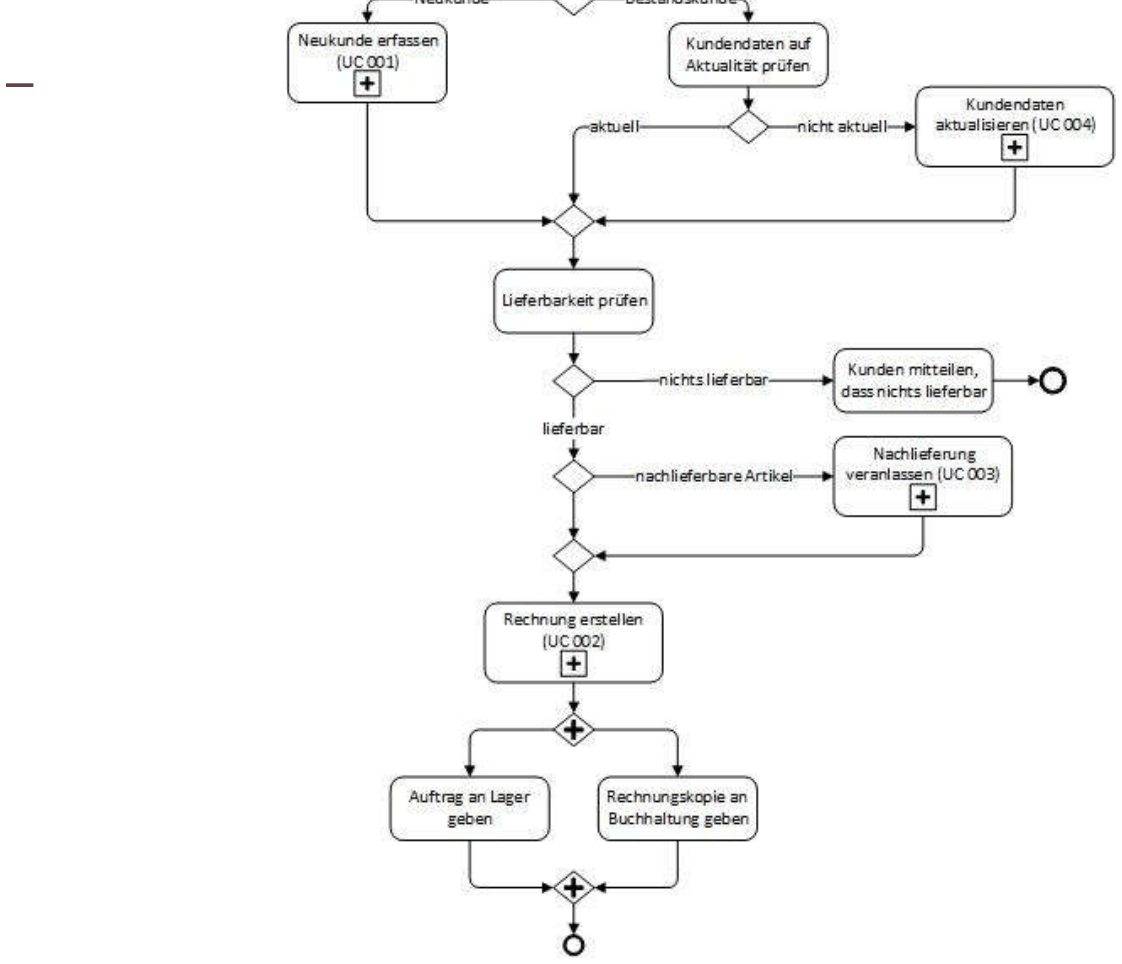 Neukunde
Bestandskunde
Neukunde erfassen
(UC 001)
Kundendaten auf
Aktualität prüfen
Kundendaten
aktualisieren (UC 004)
aktuell
nicht aktuell
Lieferbarkeit prüfen
nichts lieferbar
Kunden mitteilen,
dass nichts lieferbar
lieferbar
nachlieferbare Artikel
Nachlieferung
veranlassen (UC 003)
Rechnung erstellen
(UC 002)
Auftrag an Lager
geben
Rechnungskopie an
Buchhaltung geben